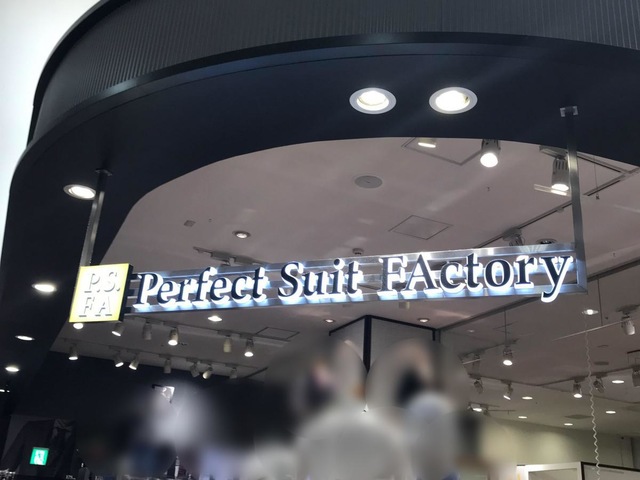 P.S.
FA
Perfect Suit FActory